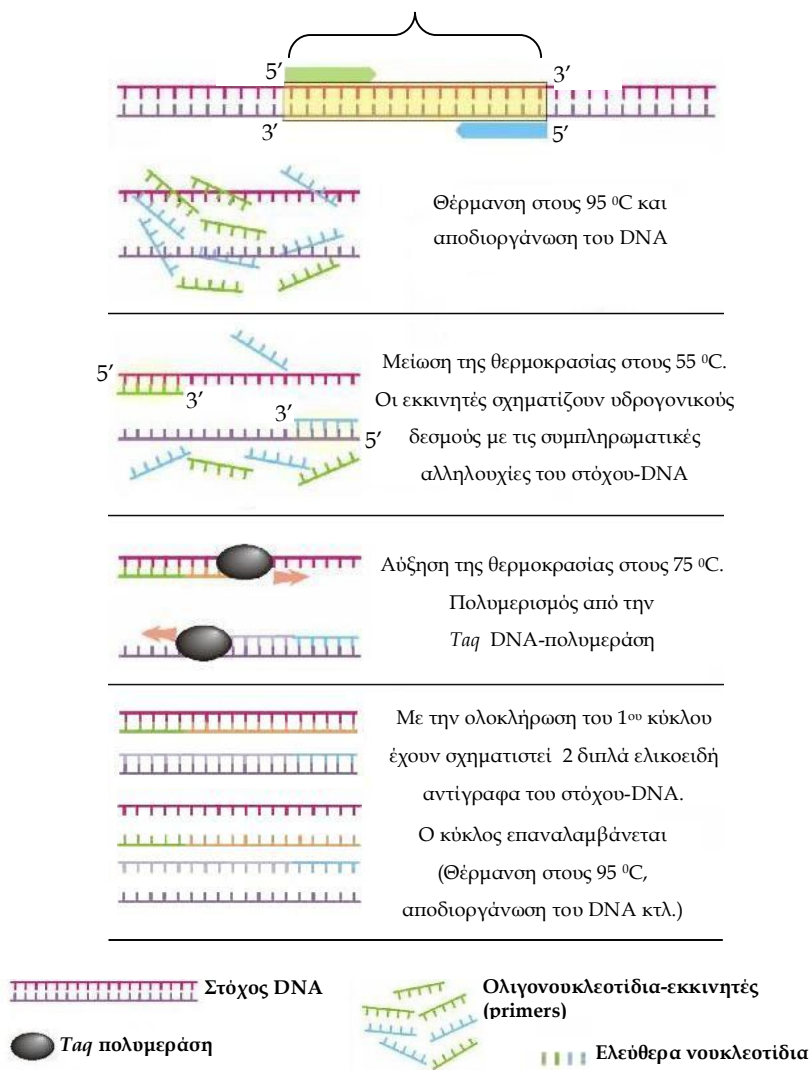 5′ 3′
3′ 5′
Θέρμανση στους 95 ⁰C και
αποδιοργάνωση του DNA
Μείωση της θερμοκρασίας στους 55 ⁰C.
5′
3′ 3′
Οι εκκινητές σχηματίζουν υδρογονικούς
5′
δεσμούς με τις συμπληρωματικές
αλληλουχίες του στόχου-DNA
Αύξηση της θερμοκρασίας στους 75 ⁰C.
Πολυμερισμός από την
Taq DNA-πολυμεράση
Με την ολοκλήρωση του 1ου κύκλου
έχουν σχηματιστεί 2 διπλά ελικοειδή
αντίγραφα του στόχου-DNA.
Ο κύκλος επαναλαμβάνεται
(Θέρμανση στους 95 ⁰C,
αποδιοργάνωση του DNA κτλ.)
Στόχος DNA
Ολιγονουκλεοτίδια-εκκινητές
(primers)
Taq πολυμεράση
Ελεύθερα νουκλεοτίδια